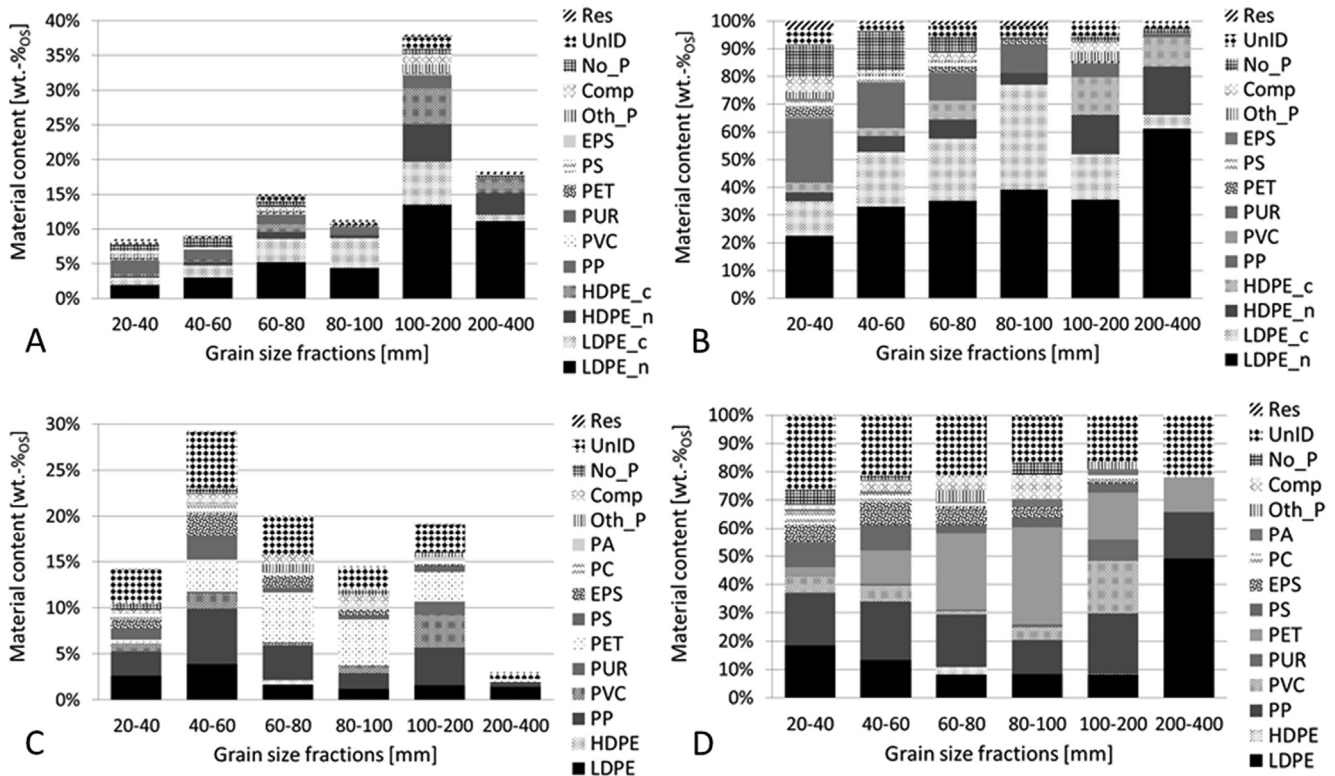 Material content [wt.-%OS]
40%
35%
30%
25%
20%
15%
10%
5%
0%
20-40 40-60 60-80 80-100 100-200 200-400
Grain size fractions [mm]
A
Res
UnID
No_P
Comp
Oth_P
EPS
PS
PET
PUR
PVC
PP
HDPE_c
HDPE_n
LDPE_c
LDPE_n
Material content [wt.-%OS]
100%
90%
80%
70%
60%
50%
40%
30%
20%
10%
0%
20-40 40-60 60-80 80-100 100-200 200-400
Grain size fractions [mm]
B
Res
UnID
No_P
Comp
Oth_P
EPS
PS
PET
PUR
PVC
PP
HDPE_c
HDPE_n
LDPE_c
LDPE_n
Material content [wt.-%OS]
30%
25%
20%
15%
10%
5%
0%
20-40 40-60 60-80 80-100 100-200 200-400
Grain size fractions [mm]
C
Res
UnID
No_P
Comp
Oth_P
PA
PC
EPS
PS
PET
PUR
PVC
PP
HDPE
LDPE
Material content [wt.-%OS]
100%
90%
80%
70%
60%
50%
40%
30%
20%
10%
0%
20-40 40-60 60-80 80-100 100-200 200-400
Grain size fractions [mm]
D
Res
UnID
No_P
Comp
Oth_P
PA
PC
EPS
PS
PET
PUR
PVC
PP
HDPE
LDPE